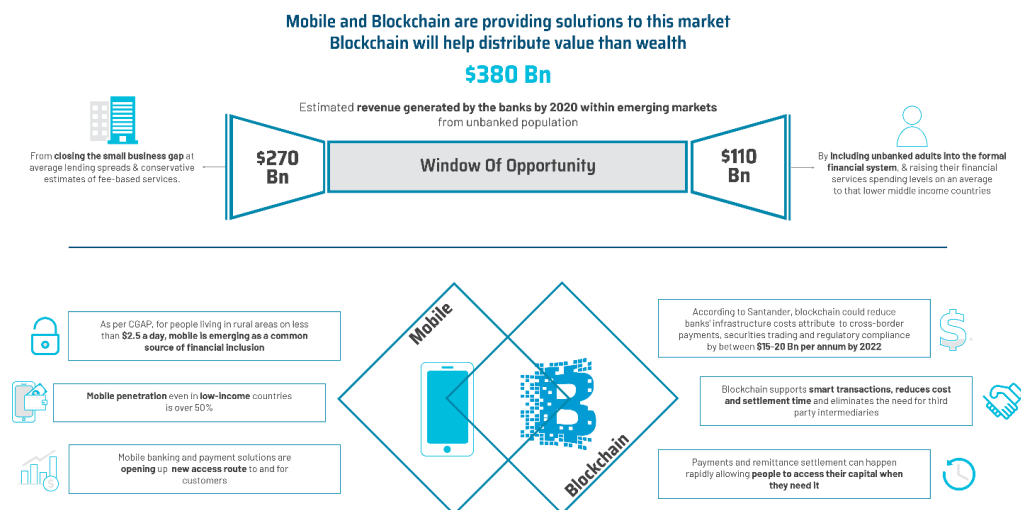 Mobile and Blockchain are providing solutions to this market
Blockchain will help distribute value than wealth
$380 Bn
Estimated revenue generated by the banks by 2020 within emerging markets
from unbanked population
From closing the small business gap at
average lending spreads & conservative
estimates of fee-based services.
$270
Bn
Window Of Opportunity
$110
Bn
By including unbanked adults into the formal
financial system, & raising their financial
services spending levels on an average
to that lower middle income countries
As per CGAP, for people living in rural areas on less
than $2.5 a day, mobile is emerging as a common
source of financial inclusion
Mobile penetration even in low-income countries
is over 50%
Mobile banking and payment solutions are
opening up new access route to and for
customers
Mobile
Blockchain
According to Santander, blockchain could reduce
banks' infrastructure costs attribute to cross-border
payments, securities trading and regulatory compliance
by between $15-20 Bn per annum by 2022
Blockchain supports smart transactions, reduces cost
and settlement time and eliminates the need for third
party intermediaries
Payments and remittance settlement can happen
rapidly allowing people to access their capital when
they need it